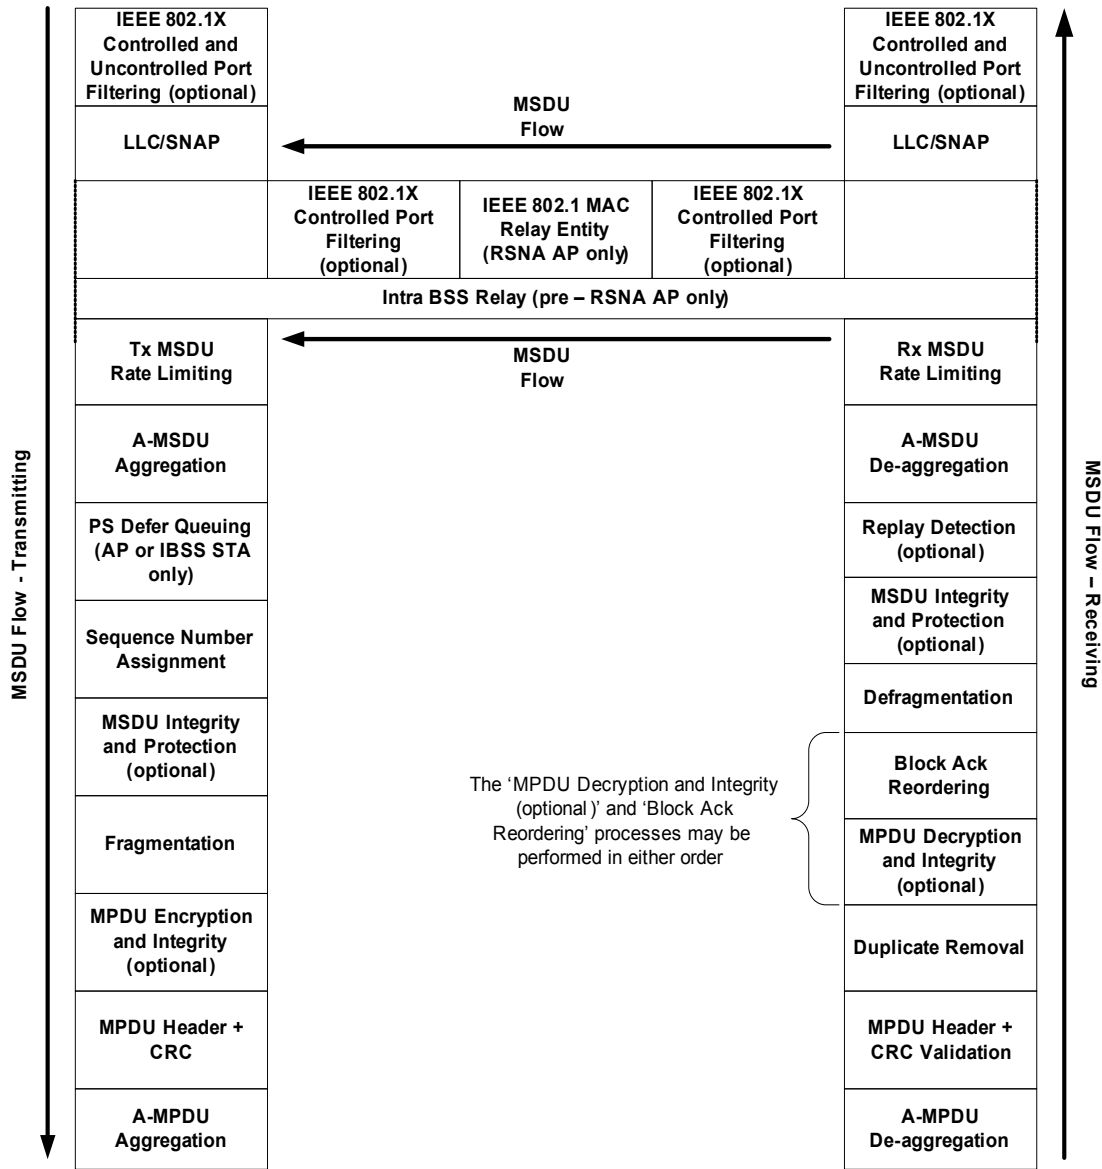 IEEE 802.1X
Controlled and
Uncontrolled Port
Filtering (optional)
IEEE 802.1X
Controlled and
Uncontrolled Port
Filtering (optional)
MSDU
Flow
LLC/SNAP
LLC/SNAP
IEEE 802.1X
Controlled Port
Filtering
(optional)
IEEE 802.1 MAC
Relay Entity
(RSNA AP only)
IEEE 802.1X
Controlled Port
Filtering
(optional)
Intra BSS Relay (pre – RSNA AP only)
Tx MSDU
Rate Limiting
MSDU
Flow
Rx MSDU
Rate Limiting
MSDU Flow - Transmitting
A-MSDU
Aggregation
PS Defer Queuing
(AP or IBSS STA
only)
Sequence Number
Assignment
MSDU Integrity
and Protection
(optional)
Fragmentation
MPDU Encryption
and Integrity
(optional)
MPDU Header +
CRC
A-MPDU
Aggregation
The ‘MPDU Decryption and Integrity
(optional)’ and ‘Block Ack
Reordering’ processes may be
performed in either order
A-MSDU
De-aggregation
Replay Detection
(optional)
MSDU Integrity
and Protection
(optional)
Defragmentation
Block Ack
Reordering
MPDU Decryption
and Integrity
(optional)
Duplicate Removal
MPDU Header +
CRC Validation
A-MPDU
De-aggregation
MSDU Flow – Receiving